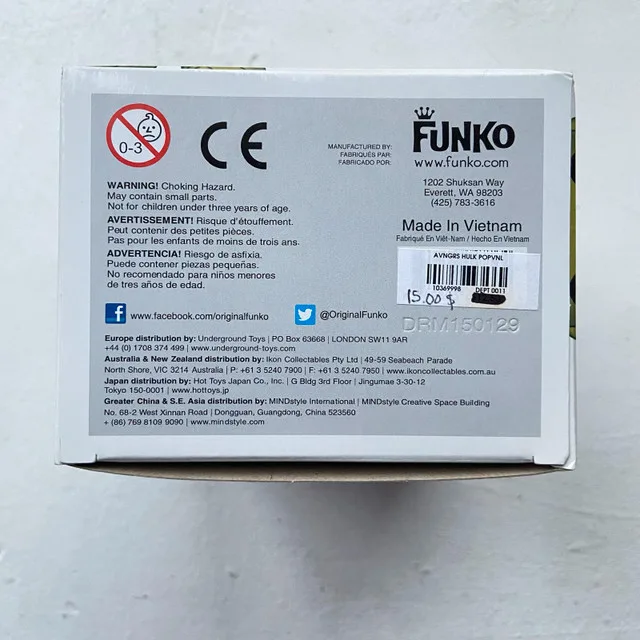 0-3
CE
MANUFACTURED BY:
FABRIQUÉS PAR:
FABRICADO POR:
FUNKO
www.funko.com
1202 Shuksan Way
Everett, WA 98203
(425) 783-3616
WARNING! Choking Hazard.
May contain small parts.
Not for children under three years of age.
AVERTISSEMENT! Risque d'étouffement.
Peut contenir des petites pièces.
Pas pour les enfants de moins de trois ans.
ADVERTENCIA! Riesgo de asfixia.
Puede contener piezas pequeñas.
No recomendado para niños menores
de tres años de edad.
Made In Vietnam
Fabriqué En Việt-Nam / Hecho En Vietnam
AVNGRS HULK POPVNL
10369998 DEPT 0011
15.00 $
DRM150129
www.facebook.com/originalfunko
@OriginalFunko
Europe distribution by: Underground Toys | PO Box 63668 | LONDON SW11 9AR
+44 (0) 1708 374 499 | www.underground-toys.com
Australia & New Zealand distribution by: Ikon Collectables Pty Ltd | 49-59 Seabeach Parade
North Shore, VIC 3214 Australia | P: +61 3 5240 7900 | F: +61 3 5240 7950 | www.ikoncollectables.com.au
Japan distribution by: Hot Toys Japan Co., Inc. | G Bldg 3rd Floor | Jingumae 3-30-12
Tokyo 150-0001 | www.hottoys.jp
Greater China & S.E. Asia distribution by: MINDstyle International | MINDstyle Creative Space Building
No. 68-2 West Xinnan Road | Dongguan, Guangdong, China 523560
+ (86) 769 8109 9090 | www.mindstyle.com